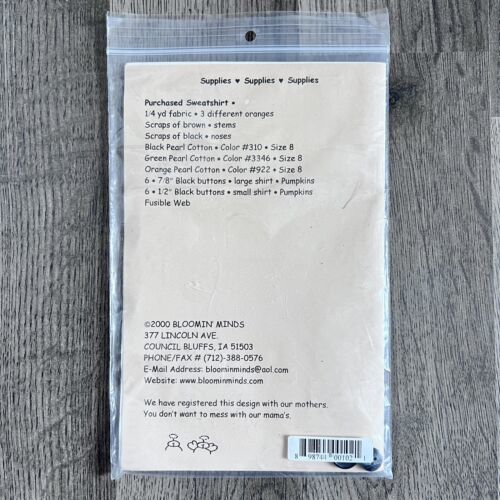 Supplies ♥ Supplies ♥ Supplies
Purchased Sweatshirt •
1/4 yd fabric • 3 different oranges
Scraps of brown • stems
Scraps of black • noses
Black Pearl Cotton • Color #310 • Size 8
Green Pearl Cotton • Color #3346 • Size 8
Orange Pearl Cotton • Color #922 • Size 8
6 • 7/8" Black buttons • large shirt • Pumpkins
6 • 1/2" Black buttons • small shirt • Pumpkins
Fusible Web
©2000 BLOOMIN' MINDS
377 LINCOLN AVE.
COUNCIL BLUFFS, IA 51503
PHONE/FAX # (712)-388-0576
E-Mail Address: bloominminds@aol.com
Website: www.bloominminds.com
We have registered this design with our mothers.
You don't want to mess with our mama's.
8 98744 00102